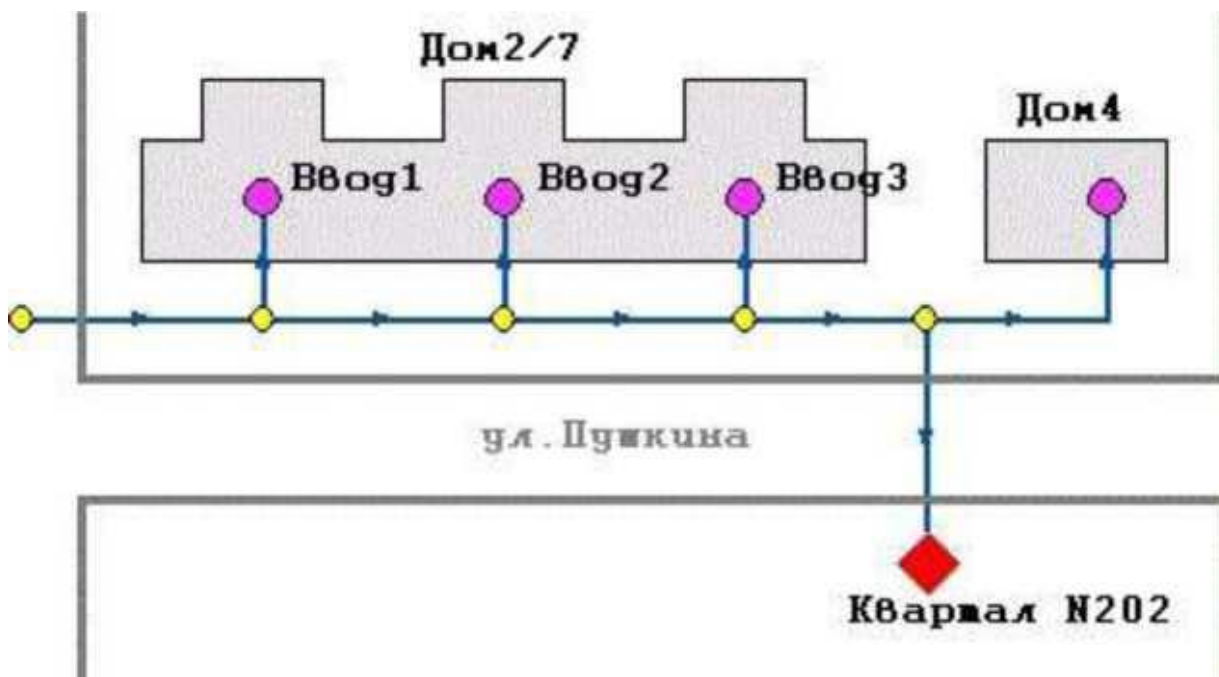 Дом2/7
Дом4
Ввод1
Ввод2
Ввод3
ул.Пушкина
Квартал N202